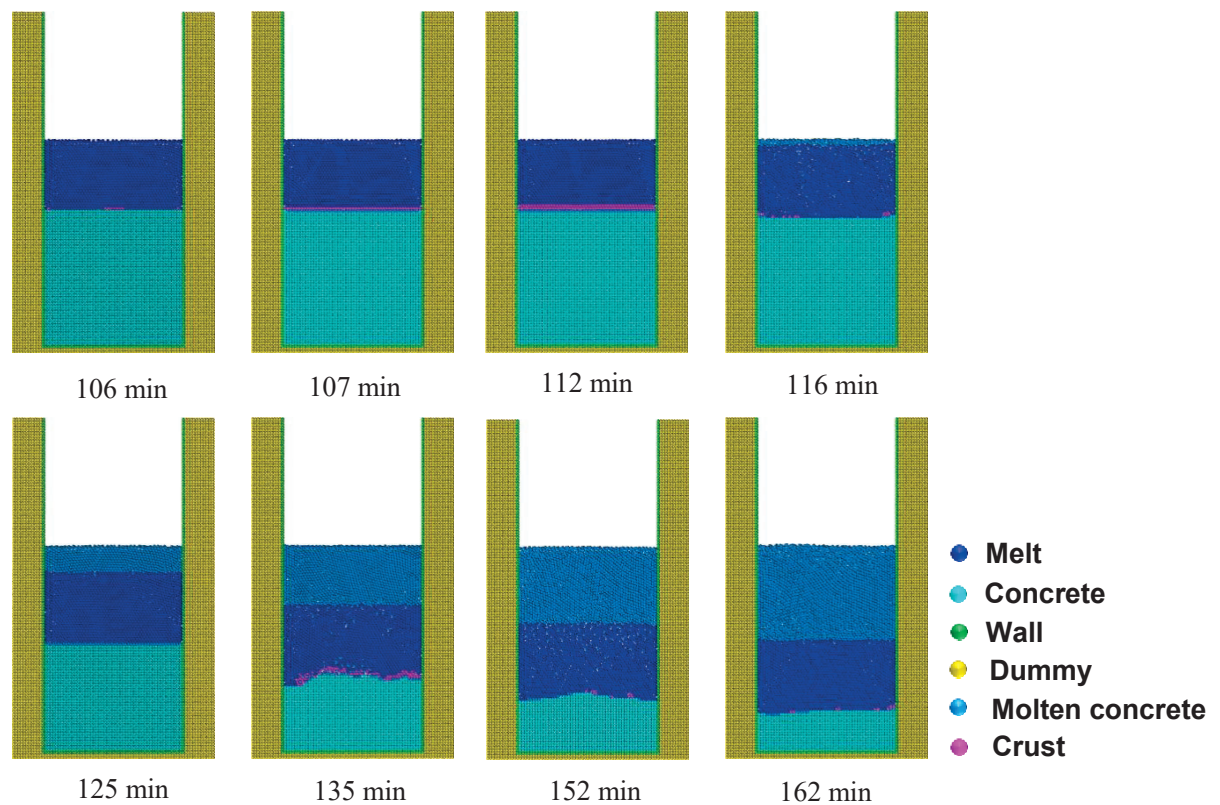 106 min
107 min
112 min
116 min
125 min
135 min
152 min
162 min
Melt
Concrete
Wall
Dummy
Molten concrete
Crust